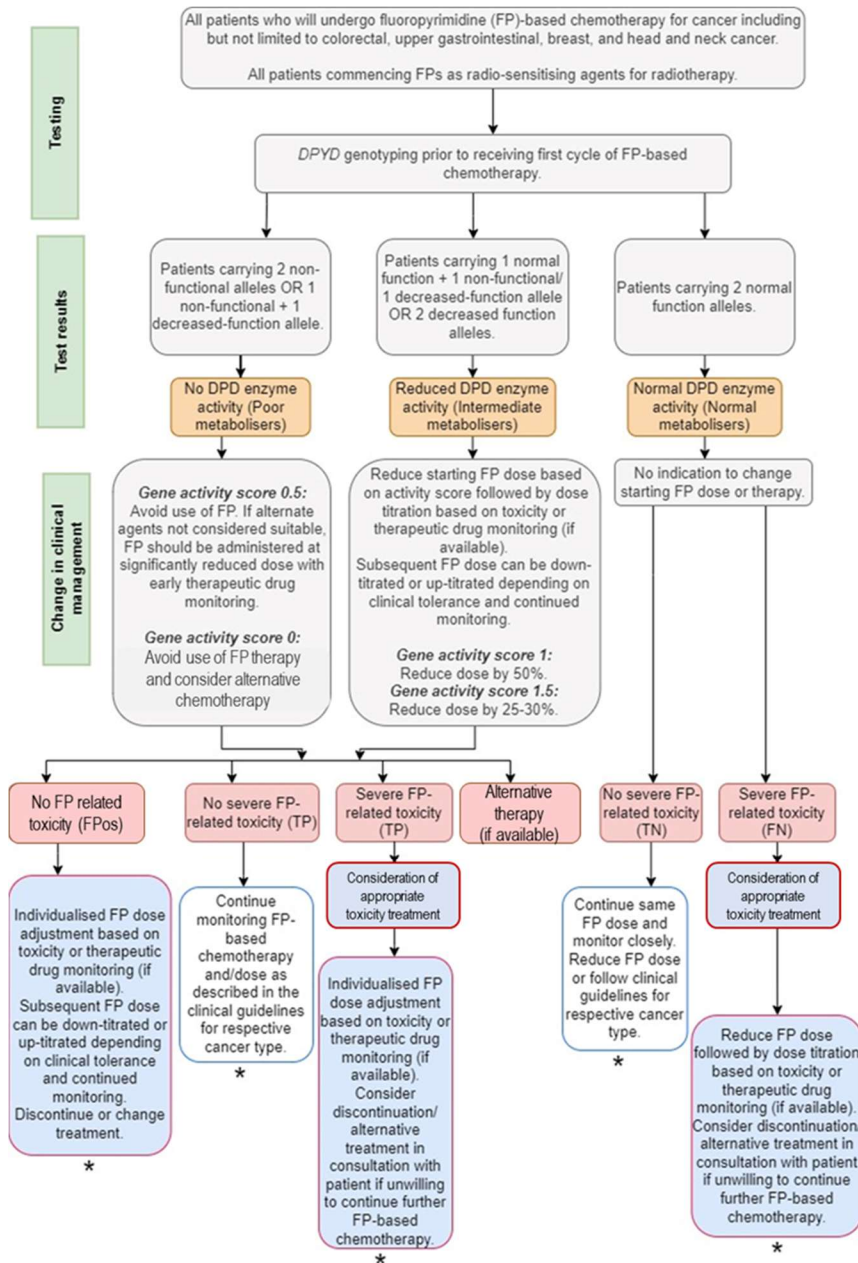 All patients who will undergo fluoropyrimidine (FP)-based chemotherapy for cancer including
but not limited to colorectal, upper gastrointestinal, breast, and head and neck cancer.
All patients commencing FPs as radio-sensitising agents for radiotherapy.
Testing
DPYD genotyping prior to receiving first cycle of FP-based
chemotherapy.
Test results
Patients carrying 2 non-
functional alleles OR 1
non-functional + 1
decreased-function allele.
Patients carrying 1 normal
function + 1 non-functional/
1 decreased-function allele
OR 2 decreased function
alleles.
Patients carrying 2 normal
function alleles.
No DPD enzyme
activity (Poor
metabolisers)
Reduced DPD enzyme
activity (Intermediate
metabolisers)
Normal DPD enzyme
activity (Normal
metabolisers)
Change in clinical
management
Gene activity score 0.5:
Avoid use of FP. If alternate
agents not considered suitable,
FP should be administered at
significantly reduced dose with
early therapeutic drug
monitoring.
Gene activity score 0:
Avoid use of FP therapy
and consider alternative
chemotherapy
Reduce starting FP dose based
on activity score followed by dose
titration based on toxicity or
therapeutic drug monitoring (if
available).
Subsequent FP dose can be down-
titrated or up-titrated depending on
clinical tolerance and continued
monitoring.
Gene activity score 1:
Reduce dose by 50%.
Gene activity score 1.5:
Reduce dose by 25-30%.
No indication to change
starting FP dose or therapy.
No FP related
toxicity (FPos)
No severe FP-
related toxicity (TP)
Severe FP-
related toxicity
(TP)
Alternative
therapy
(if available)
No severe FP-
related toxicity
(TN)
Severe FP-
related toxicity
(FN)
Consideration of
appropriate
toxicity treatment
Consideration of
appropriate
toxicity treatment
Individualised FP dose
adjustment based on
toxicity or therapeutic
drug monitoring (if
available).
Subsequent FP dose
can be down-titrated or
up-titrated depending
on clinical tolerance
and continued
monitoring.
Discontinue or change
treatment.
*
Continue
monitoring FP-
based
chemotherapy
and/dose as
described in the
clinical guidelines
for respective
cancer type.
*
Individualised FP
dose adjustment
based on toxicity or
therapeutic drug
monitoring (if
available).
Consider
discontinuation/
alternative
treatment in
consultation with
patient if unwilling
to continue further
FP-based
chemotherapy.
*
Continue same
FP dose and
monitor closely.
Reduce FP dose
or follow clinical
guidelines for
respective cancer
type.
*
Reduce FP dose
followed by dose titration
based on toxicity or
therapeutic drug
monitoring (if available).
Consider discontinuation/
alternative treatment in
consultation with patient
if unwilling to continue
further FP-based
chemotherapy.
*